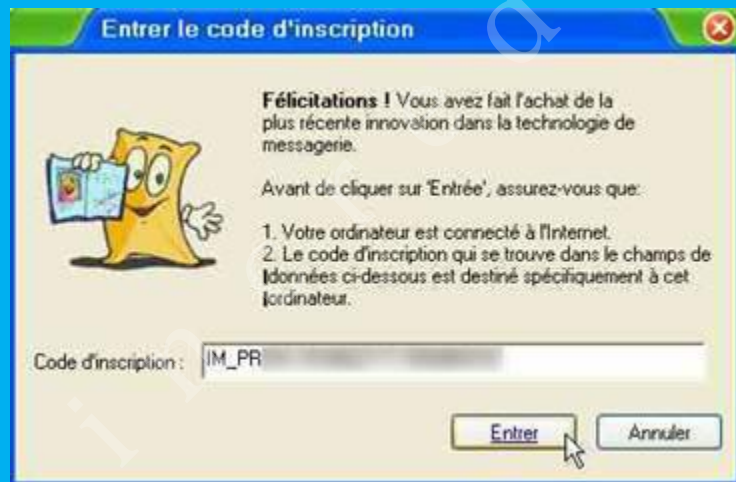 Entrer le code d'inscription
Félicitations ! Vous avez fait l'achat de la
plus récente innovation dans la technologie de
messagerie.
Avant de cliquer sur 'Entrée', assurez-vous que:
1. Votre ordinateur est connecté à l'Internet.
2. Le code d'inscription qui se trouve dans le champs de
données ci-dessous est destiné spécifiquement à cet
ordinateur.
Code d'inscription : IM_PR
Entrer Annuler